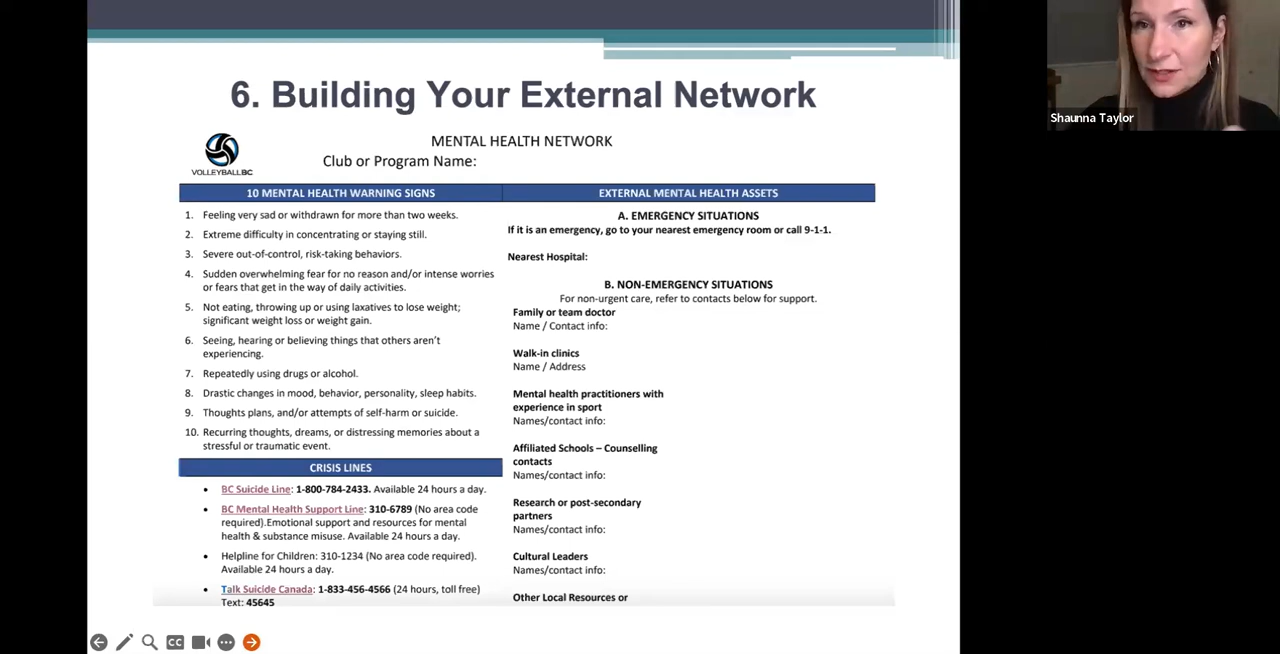 6. Building Your External Network
VOLLEYBALLBC
MENTAL HEALTH NETWORK
Club or Program Name:
10 MENTAL HEALTH WARNING SIGNS
1. Feeling very sad or withdrawn for more than two weeks.
2. Extreme difficulty in concentrating or staying still.
3. Severe out-of-control, risk-taking behaviors.
4. Sudden overwhelming fear for no reason and/or intense worries
or fears that get in the way of daily activities.
5. Not eating, throwing up or using laxatives to lose weight;
significant weight loss or weight gain.
6. Seeing, hearing or believing things that others aren't
experiencing.
7. Repeatedly using drugs or alcohol.
8. Drastic changes in mood, behavior, personality, sleep habits.
9. Thoughts plans, and/or attempts of self-harm or suicide.
10. Recurring thoughts, dreams, or distressing memories about a
stressful or traumatic event.
CRISIS LINES
• BC Suicide Line: 1-800-784-2433. Available 24 hours a day.
• BC Mental Health Support Line: 310-6789 (No area code
required).Emotional support and resources for mental
health & substance misuse. Available 24 hours a day.
• Helpline for Children: 310-1234 (No area code required).
Available 24 hours a day.
• Talk Suicide Canada: 1-833-456-4566 (24 hours, toll free)
Text: 45645
EXTERNAL MENTAL HEALTH ASSETS
A. EMERGENCY SITUATIONS
If it is an emergency, go to your nearest emergency room or call 9-1-1.
Nearest Hospital:
B. NON-EMERGENCY SITUATIONS
For non-urgent care, refer to contacts below for support.
Family or team doctor
Name / Contact info:
Walk-in clinics
Name / Address
Mental health practitioners with
experience in sport
Names/contact info:
Affiliated Schools – Counselling
contacts
Names/contact info:
Research or post-secondary
partners
Names/contact info:
Cultural Leaders
Names/contact info:
Other Local Resources or
Shaunna Taylor
CC